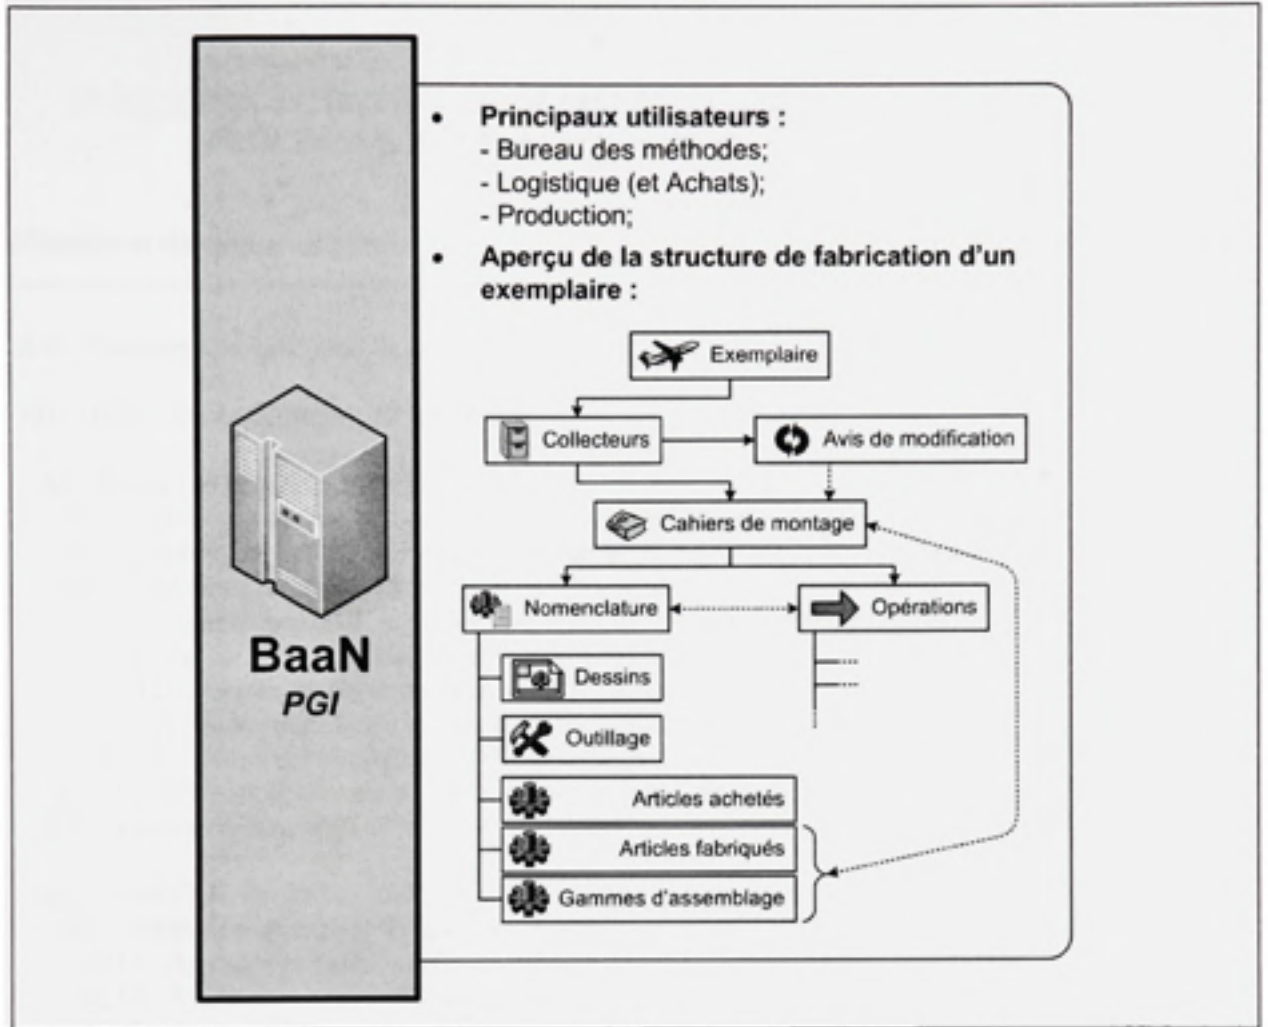 • Principaux utilisateurs :
- Bureau des méthodes;
- Logistique (et Achats);
- Production;
• Aperçu de la structure de fabrication d'un
exemplaire :
Exemplaire
Collecteurs
Avis de modification
Cahiers de montage
Nomenclature
Opérations
BaaN
PGI
Dessins
Outillage
Articles achetés
Articles fabriqués
Gammes d'assemblage